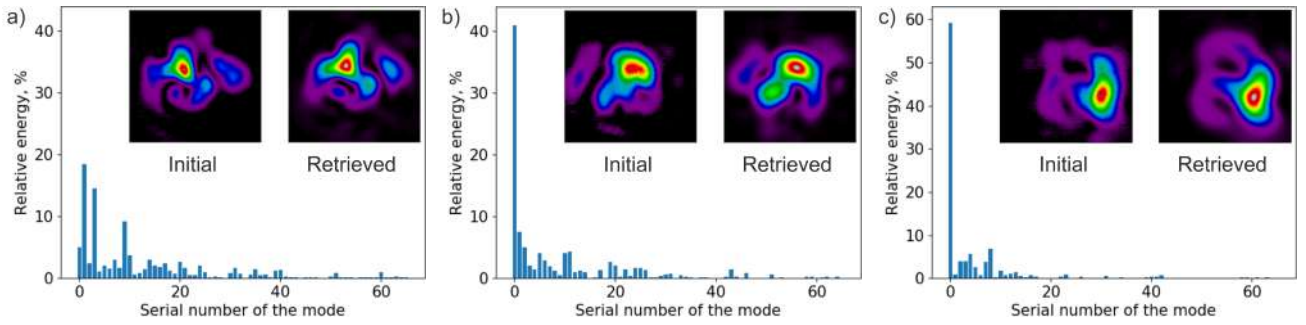 a)
Relative energy, %
40
30
20
10
0
Initial
Retrieved
0
20
40
60
Serial number of the mode
b)
Relative energy, %
40
30
20
10
0
Initial
Retrieved
0
20
40
60
Serial number of the mode
c)
Relative energy, %
60
50
40
30
20
10
0
Initial
Retrieved
0
20
40
60
Serial number of the mode